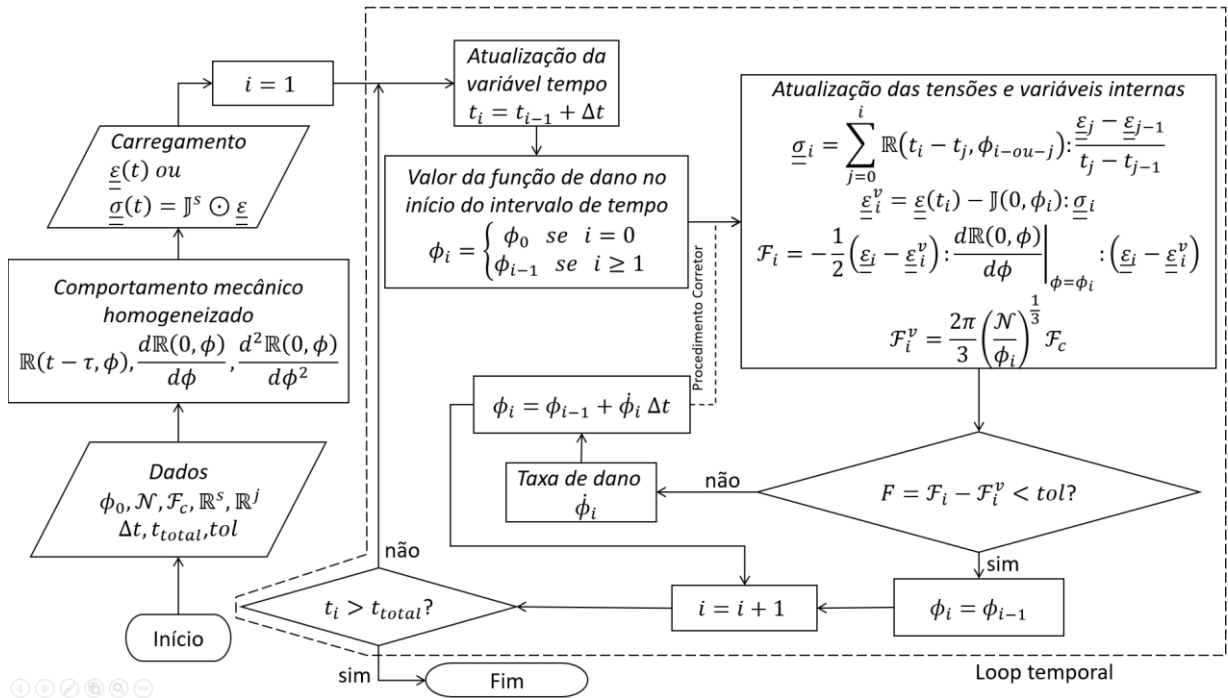 Início
Dados
ϕ₀, 𝒩, ℱ_c, ℝ^s, ℝ^j
Δt, t_total, tol
Comportamento mecânico
homogeneizado
ℝ(t − τ, ϕ), dℝ(0, ϕ)/dϕ, d²ℝ(0, ϕ)/dϕ²
Carregamento
ε(t) ou
σ(t) = 𝕁^s ⊙ ε
i = 1
Atualização da
variável tempo
t_i = t_{i−1} + Δt
Valor da função de dano no
início do intervalo de tempo
ϕ_i = { ϕ₀ se i = 0
ϕ_{i−1} se i ≥ 1
Procedimento Corretor
Atualização das tensões e variáveis internas
σ_i = ∑_{j=0}^{i} ℝ(t_i − t_j, ϕ_{i−ou−j}): (ε_j − ε_{j−1})/(t_j − t_{j−1})
ε_i^v = ε(t_i) − 𝕁(0, ϕ_i): σ_i
ℱ_i = −1/2 (ε_i − ε_i^v): dℝ(0, ϕ)/dϕ|_{ϕ=ϕ_i} : (ε_i − ε_i^v)
ℱ_i^v = 2π/3 (𝒩/ϕ_i)^{1/3} ℱ_c
F = ℱ_i − ℱ_i^v < tol?
não
Taxa de dano
ϕ̇_i
ϕ_i = ϕ_{i−1} + ϕ̇_i Δt
sim
ϕ_i = ϕ_{i−1}
i = i + 1
t_i > t_total?
não
sim
Fim
Loop temporal